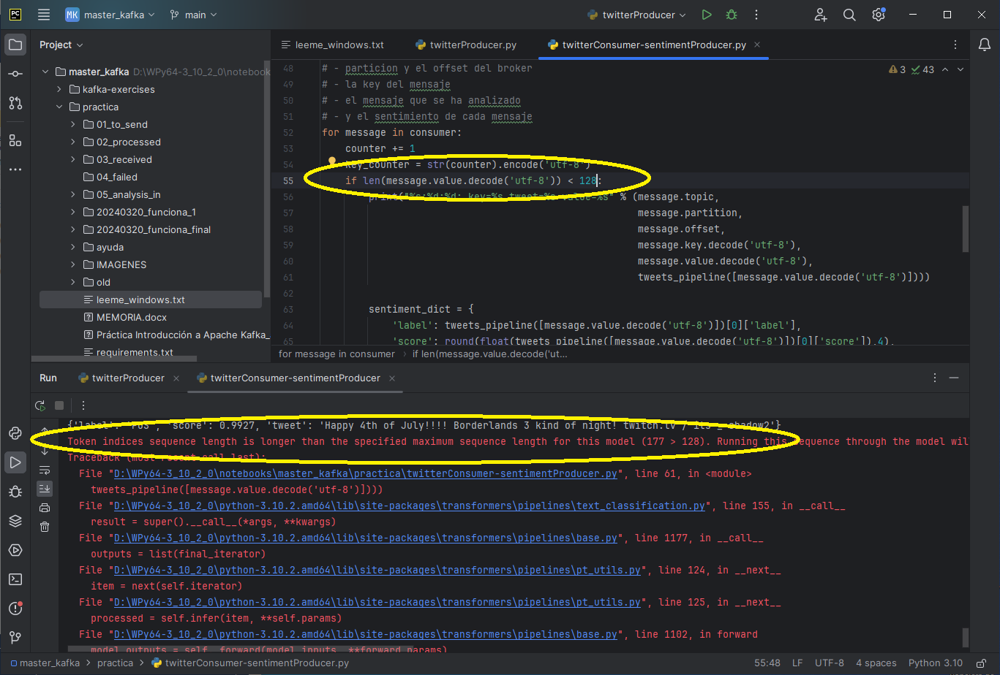 PC MK master_kafka main twitterProducer
Project
leeme_windows.txt twitterProducer.py twitterConsumer-sentimentProducer.py
master_kafka D:\WPy64-3_10_2_0\notebook
kafka-exercises
practica
01_to_send
02_processed
03_received
04_failed
05_analysis_in
20240320_funciona_1
20240320_funciona_final
ayuda
IMAGENES
old
leeme_windows.txt
MEMORIA.docx
Práctica Introducción a Apache Kafka_
requirements.txt
3 43
48 # - particion y el offset del broker
49 # - la key del mensaje
50 # - el mensaje que se ha analizado
51 # - y el sentimiento de cada mensaje
52 for message in consumer:
53 counter += 1
54 key_counter = str(counter).encode('utf-8')
55 if len(message.value.decode('utf-8')) < 128:
56 print("%s:%d:%d: key=%s tweet=%s value=%s" % (message.topic,
57 message.partition,
58 message.offset,
59 message.key.decode('utf-8'),
60 message.value.decode('utf-8'),
61 tweets_pipeline([message.value.decode('utf-8')])))
62
63 sentiment_dict = {
64 'label': tweets_pipeline([message.value.decode('utf-8')])[0]['label'],
65 'score': round(float(tweets_pipeline([message.value.decode('utf-8')])[0]['score']),4),
for message in consumer › if len(message.value.decode('ut...
Run twitterProducer twitterConsumer-sentimentProducer
{'label': 'POS', 'score': 0.9927, 'tweet': 'Happy 4th of July!!!! Borderlands 3 kind of night! twitch.tv / shadow2'}
Token indices sequence length is longer than the specified maximum sequence length for this model (177 > 128). Running this sequence through the model wil
Traceback (most recent call last):
File "D:\WPy64-3_10_2_0\notebooks\master_kafka\practica\twitterConsumer-sentimentProducer.py", line 61, in <module>
tweets_pipeline([message.value.decode('utf-8')])))
File "D:\WPy64-3_10_2_0\python-3.10.2.amd64\lib\site-packages\transformers\pipelines\text_classification.py", line 155, in __call__
result = super().__call__(*args, **kwargs)
File "D:\WPy64-3_10_2_0\python-3.10.2.amd64\lib\site-packages\transformers\pipelines\base.py", line 1177, in __call__
outputs = list(final_iterator)
File "D:\WPy64-3_10_2_0\python-3.10.2.amd64\lib\site-packages\transformers\pipelines\pt_utils.py", line 124, in __next__
item = next(self.iterator)
File "D:\WPy64-3_10_2_0\python-3.10.2.amd64\lib\site-packages\transformers\pipelines\pt_utils.py", line 125, in __next__
processed = self.infer(item, **self.params)
File "D:\WPy64-3_10_2_0\python-3.10.2.amd64\lib\site-packages\transformers\pipelines\base.py", line 1102, in forward
model_outputs = self._forward(model_inputs, **forward_params)
master_kafka › practica › twitterConsumer-sentimentProducer.py 55:48 LF UTF-8 4 spaces Python 3.10